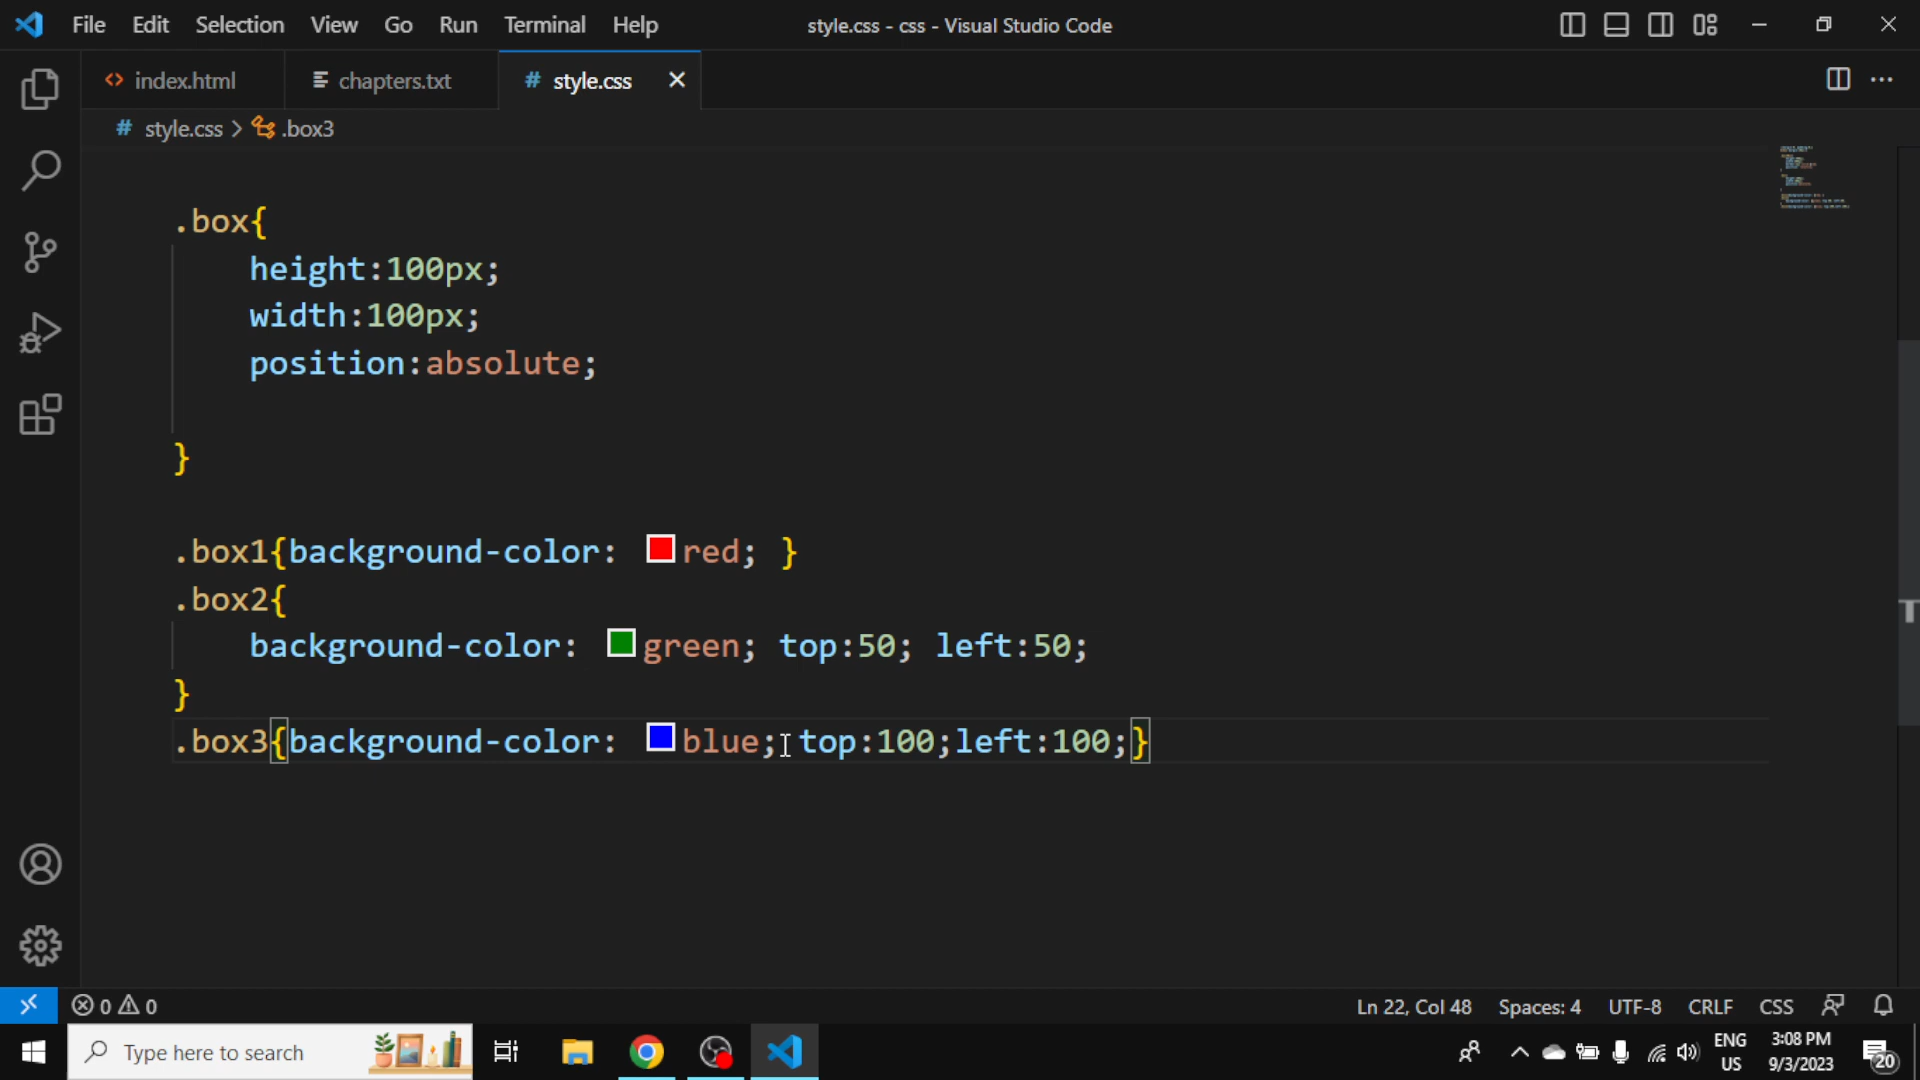 File Edit Selection View Go Run Terminal Help style.css - css - Visual Studio Code
index.html chapters.txt # style.css
# style.css > .box3
.box{
height:100px;
width:100px;
position:absolute;
}
.box1{background-color: red; }
.box2{
background-color: green; top:50; left:50;
}
.box3{background-color: blue; top:100;left:100;}
0 0 Ln 22, Col 48 Spaces: 4 UTF-8 CRLF CSS
Type here to search ENG US 3:08 PM 9/3/2023 20